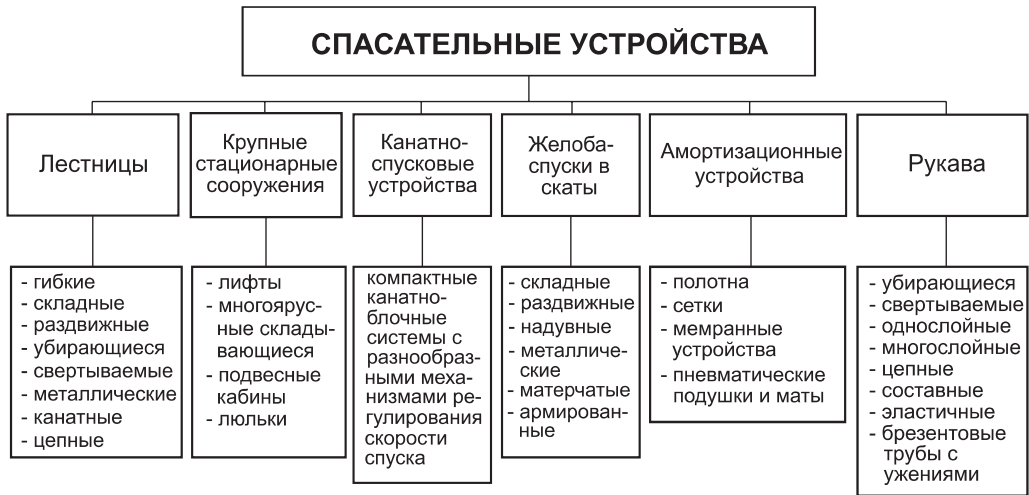 СПАСАТЕЛЬНЫЕ УСТРОЙСТВА
Лестницы
Крупные
стационарные
сооружения
Канатно-
спусковые
устройства
Желоба-
спуски в
скаты
Амортизационные
устройства
Рукава
- гибкие
- складные
- раздвижные
- убирающиеся
- свертываемые
- металлические
- канатные
- цепные
- лифты
- многоярус-
ные склады-
вающиеся
- подвесные
кабины
- люльки
компактные
канатно-
блочные
системы с
разнообраз-
ными меха-
низмами ре-
гулирования
скорости
спуска
- складные
- раздвижные
- надувные
- металличе-
ские
- матерчатые
- армирован-
ные
- полотна
- сетки
- мемранные
устройства
- пневматические
подушки и маты
- убирающиеся
- свертываемые
- однослойные
- многослойные
- цепные
- составные
- эластичные
- брезентовые
трубы с
ужениями